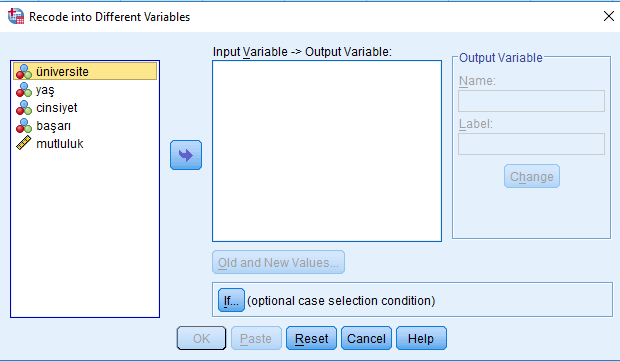 Recode into Different Variables
üniversite
yaş
cinsiyet
başarı
mutluluk
Input Variable -> Output Variable:
Output Variable
Name:
Label:
Change
Old and New Values...
If... (optional case selection condition)
OK Paste Reset Cancel Help